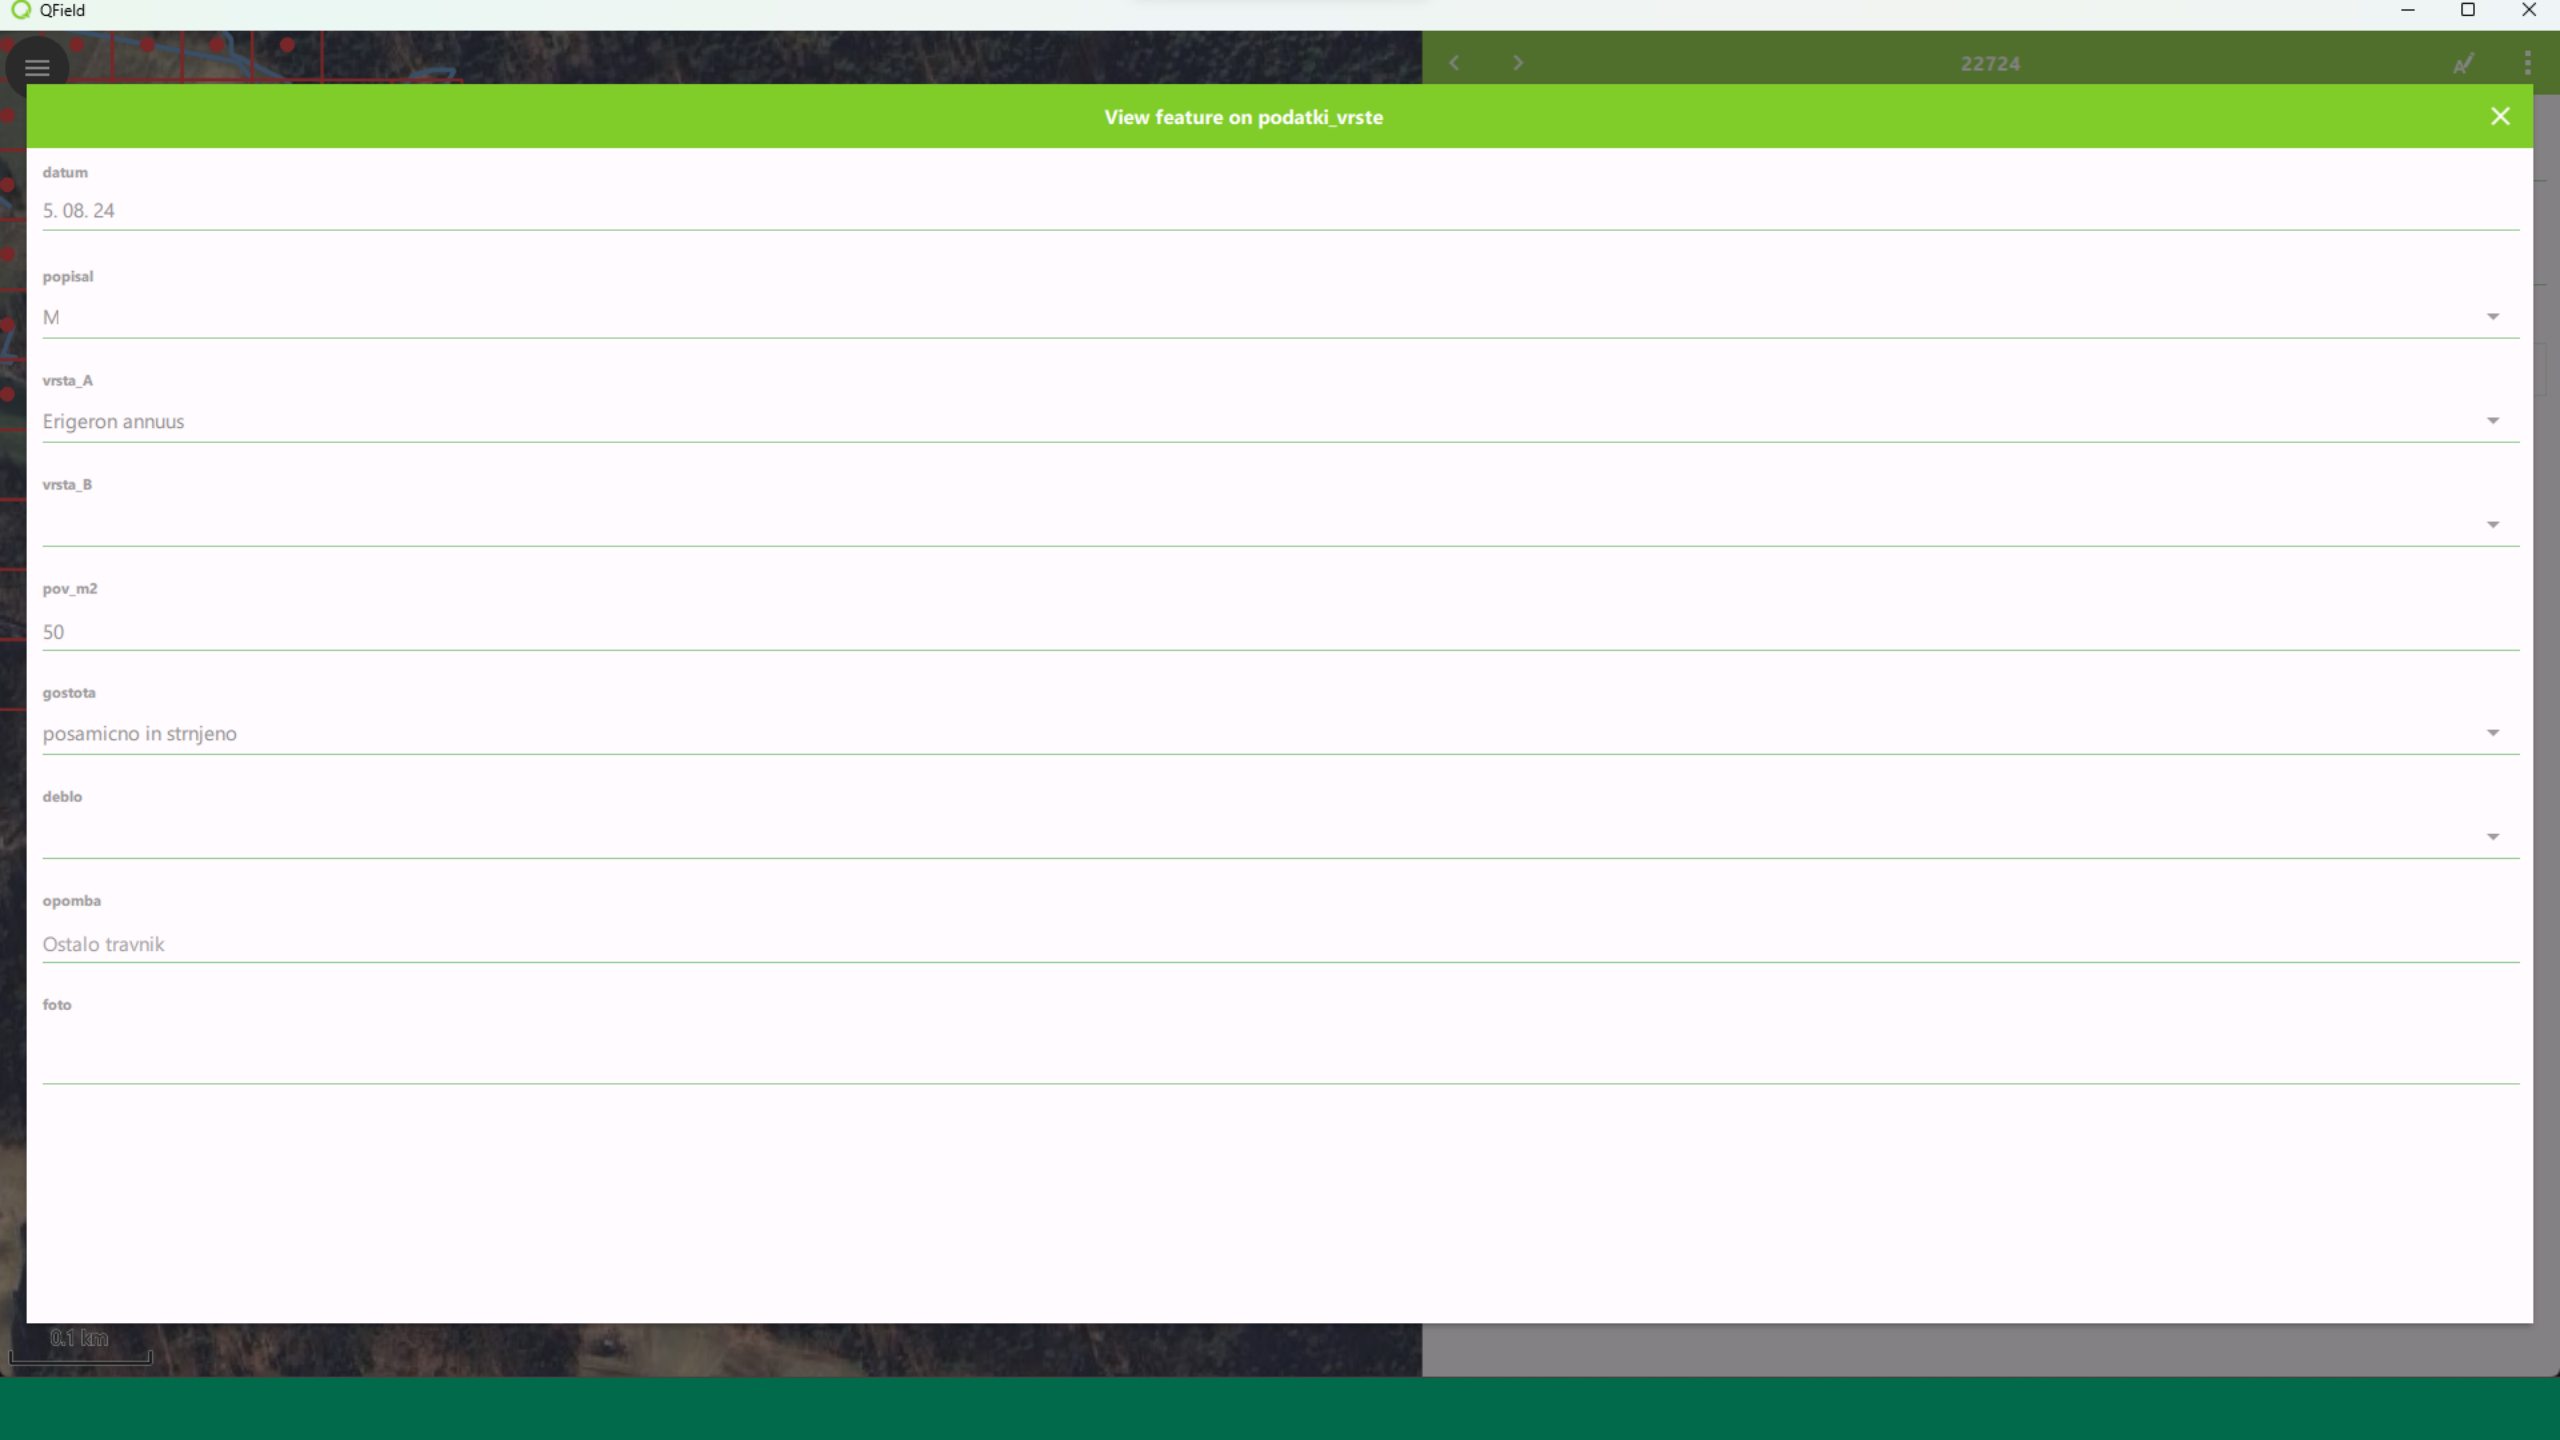 QField
22724
View feature on podatki_vrste
datum
5. 08. 24
popisal
M
vrsta_A
Erigeron annuus
vrsta_B
pov_m2
50
gostota
posamicno in strnjeno
deblo
opomba
Ostalo travnik
foto
0.1 km